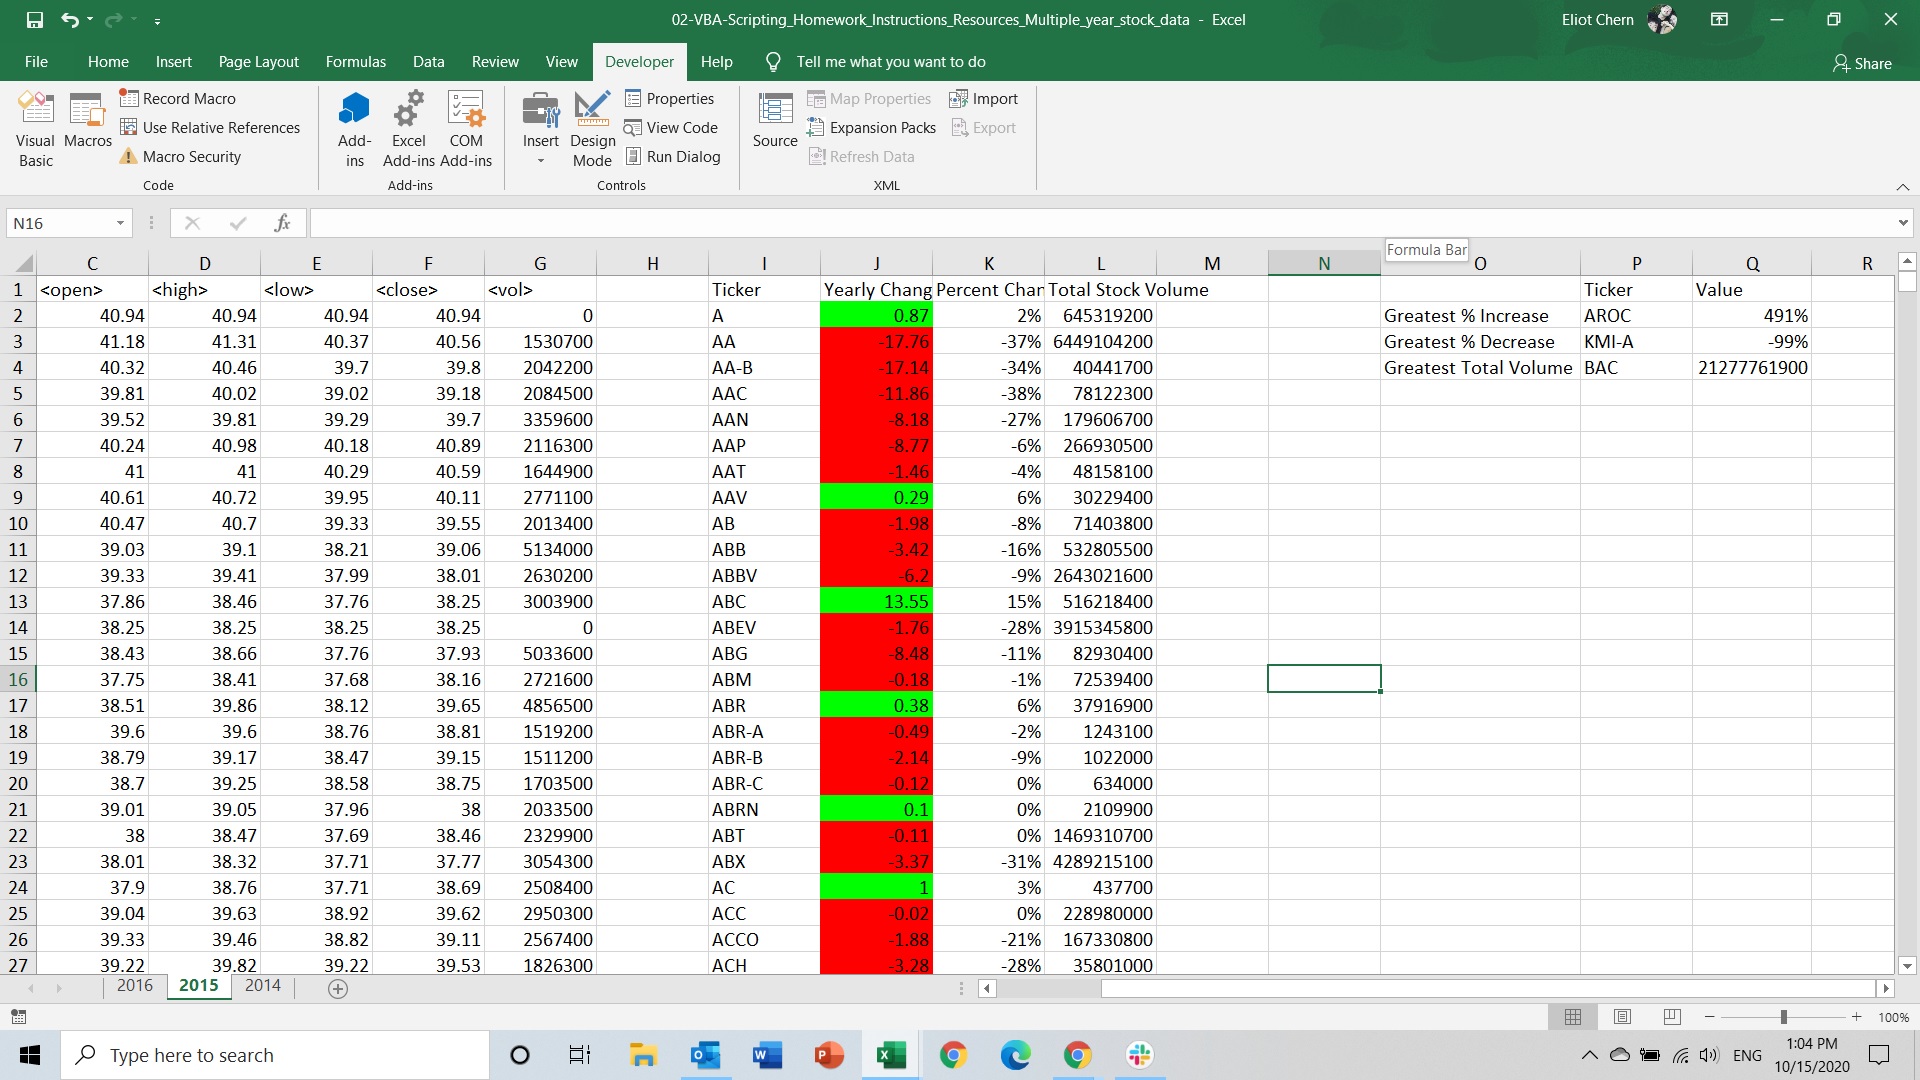 02-VBA-Scripting_Homework_Instructions_Resources_Multiple_year_stock_data - Excel
Eliot Chern
File Home Insert Page Layout Formulas Data Review View Developer Help Tell me what you want to do Share
Visual Basic
Macros
Record Macro
Use Relative References
Macro Security
Code
Add-ins
Excel Add-ins
COM Add-ins
Add-ins
Insert
Design Mode
Properties
View Code
Run Dialog
Controls
Source
Map Properties
Expansion Packs
Refresh Data
Import
Export
XML
N16 fx
Formula Bar
C D E F G H I J K L M N O P Q R
1 <open> <high> <low> <close> <vol> Ticker Yearly Chang Percent Chan Total Stock Volume Ticker Value
2 40.94 40.94 40.94 40.94 0 A 0.87 2% 645319200 Greatest % Increase AROC 491%
3 41.18 41.31 40.37 40.56 1530700 AA -17.76 -37% 6449104200 Greatest % Decrease KMI-A -99%
4 40.32 40.46 39.7 39.8 2042200 AA-B -17.14 -34% 40441700 Greatest Total Volume BAC 21277761900
5 39.81 40.02 39.02 39.18 2084500 AAC -11.86 -38% 78122300
6 39.52 39.81 39.29 39.7 3359600 AAN -8.18 -27% 179606700
7 40.24 40.98 40.18 40.89 2116300 AAP -8.77 -6% 266930500
8 41 41 40.29 40.59 1644900 AAT -1.46 -4% 48158100
9 40.61 40.72 39.95 40.11 2771100 AAV 0.29 6% 30229400
10 40.47 40.7 39.33 39.55 2013400 AB -1.98 -8% 71403800
11 39.03 39.1 38.21 39.06 5134000 ABB -3.42 -16% 532805500
12 39.33 39.41 37.99 38.01 2630200 ABBV -6.2 -9% 2643021600
13 37.86 38.46 37.76 38.25 3003900 ABC 13.55 15% 516218400
14 38.25 38.25 38.25 38.25 0 ABEV -1.76 -28% 3915345800
15 38.43 38.66 37.76 37.93 5033600 ABG -8.48 -11% 82930400
16 37.75 38.41 37.68 38.16 2721600 ABM -0.18 -1% 72539400
17 38.51 39.86 38.12 39.65 4856500 ABR 0.38 6% 37916900
18 39.6 39.6 38.76 38.81 1519200 ABR-A -0.49 -2% 1243100
19 38.79 39.17 38.47 39.15 1511200 ABR-B -2.14 -9% 1022000
20 38.7 39.25 38.58 38.75 1703500 ABR-C -0.12 0% 634000
21 39.01 39.05 37.96 38 2033500 ABRN 0.1 0% 2109900
22 38 38.47 37.69 38.46 2329900 ABT -0.11 0% 1469310700
23 38.01 38.32 37.71 37.77 3054300 ABX -3.37 -31% 4289215100
24 37.9 38.76 37.71 38.69 2508400 AC 1 3% 437700
25 39.04 39.63 38.92 39.62 2950300 ACC -0.02 0% 228980000
26 39.33 39.46 38.82 39.11 2567400 ACCO -1.88 -21% 167330800
27 39.22 39.82 39.22 39.53 1826300 ACH -3.28 -28% 35801000
2016 2015 2014
100%
Type here to search
ENG
1:04 PM
10/15/2020